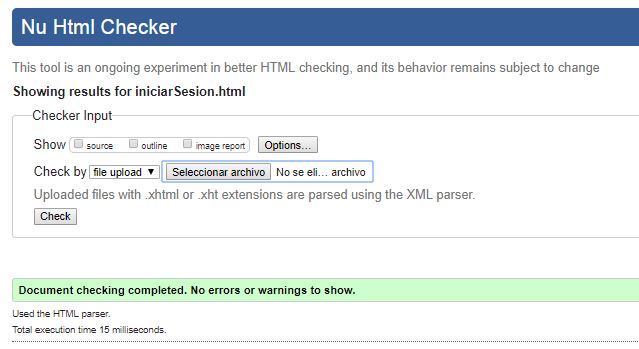 Nu Html Checker
This tool is an ongoing experiment in better HTML checking, and its behavior remains subject to change
Showing results for iniciarSesion.html
Checker Input
Show source outline image report Options...
Check by file upload ▼ Seleccionar archivo No se eli... archivo
Uploaded files with .xhtml or .xht extensions are parsed using the XML parser.
Check
Document checking completed. No errors or warnings to show.
Used the HTML parser.
Total execution time 15 milliseconds.